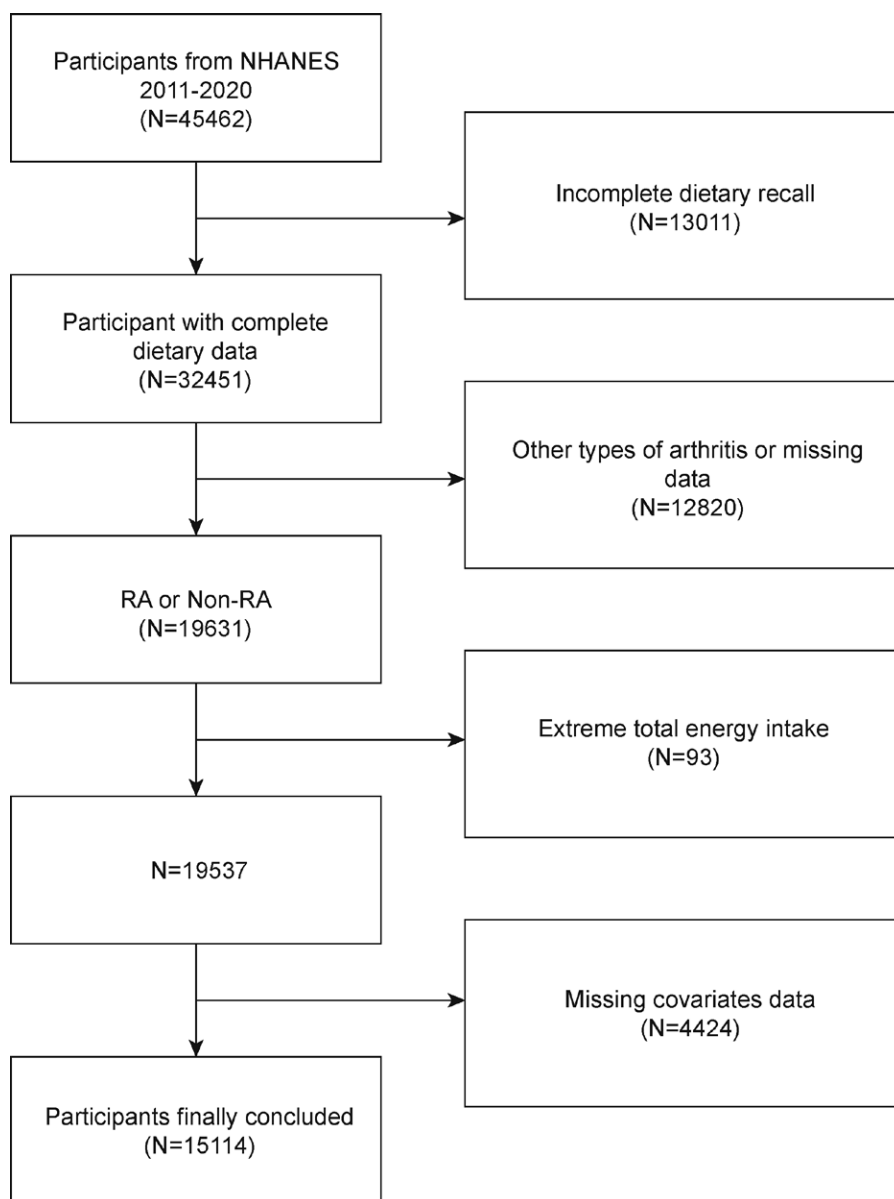 Participants from NHANES
2011-2020
(N=45462)
Incomplete dietary recall
(N=13011)
Participant with complete
dietary data
(N=32451)
Other types of arthritis or missing
data
(N=12820)
RA or Non-RA
(N=19631)
Extreme total energy intake
(N=93)
N=19537
Missing covariates data
(N=4424)
Participants finally concluded
(N=15114)